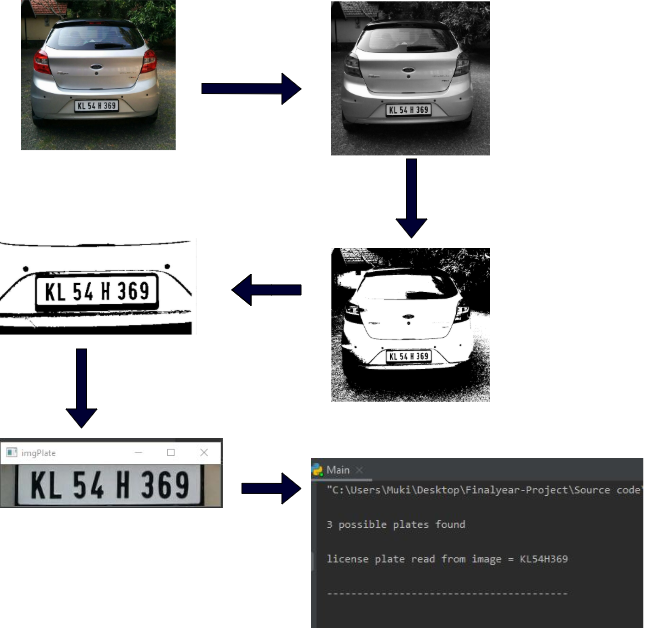 KL 54 H 369
KL 54 H 369
KL 54 H 369
KL 54 H 369
imgPlate
KL 54 H 369
Main
"C:\Users\Muki\Desktop\Finalyear-Project\Source code\
3 possible plates found
license plate read from image = KL54H369
----------------------------------------